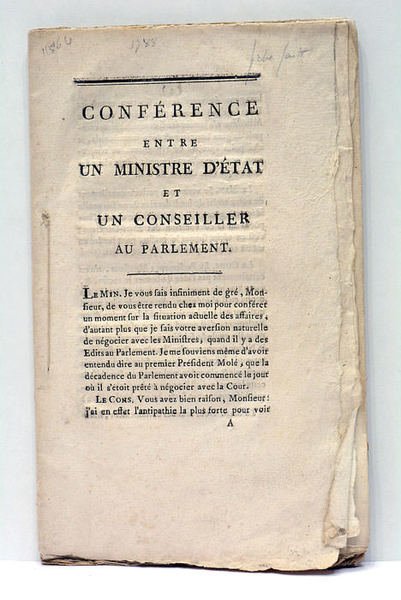 1788
CONFÉRENCE
ENTRE
UN MINISTRE D'ÉTAT
ET
UN CONSEILLER
AU PARLEMENT.
LE MIN. Je vous sais infiniment de gré, Mon-
sieur, de vous être rendu chez moi pour conférer
un moment sur la situation actuelle des affaires,
d'autant plus que je sais votre aversion naturelle
de négocier avec les Ministres, quand il y a des
Edits au Parlement. Je me souviens même d'avoir
entendu dire au premier Président Molé, que la
décadence du Parlement avoit commencé le jour
où il s'étoit prêté à négocier avec la Cour.
LE CONS. Vous avez bien raison, Monsieur:
j'ai en effet l'antipathie la plus forte pour voir
A